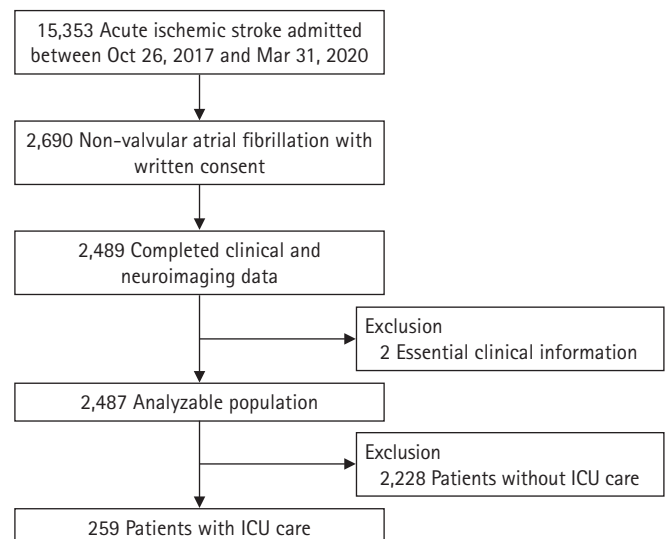 15,353 Acute ischemic stroke admitted
between Oct 26, 2017 and Mar 31, 2020
2,690 Non-valvular atrial fibrillation with
written consent
2,489 Completed clinical and
neuroimaging data
Exclusion
2 Essential clinical information
2,487 Analyzable population
Exclusion
2,228 Patients without ICU care
259 Patients with ICU care